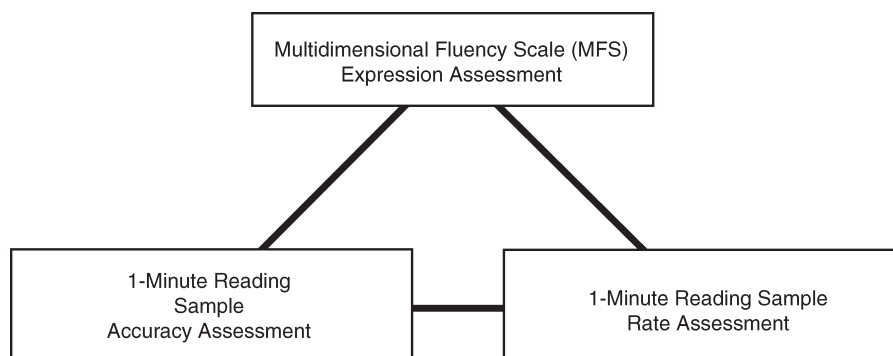 Multidimensional Fluency Scale (MFS)
Expression Assessment
1-Minute Reading
Sample
Accuracy Assessment
1-Minute Reading Sample
Rate Assessment